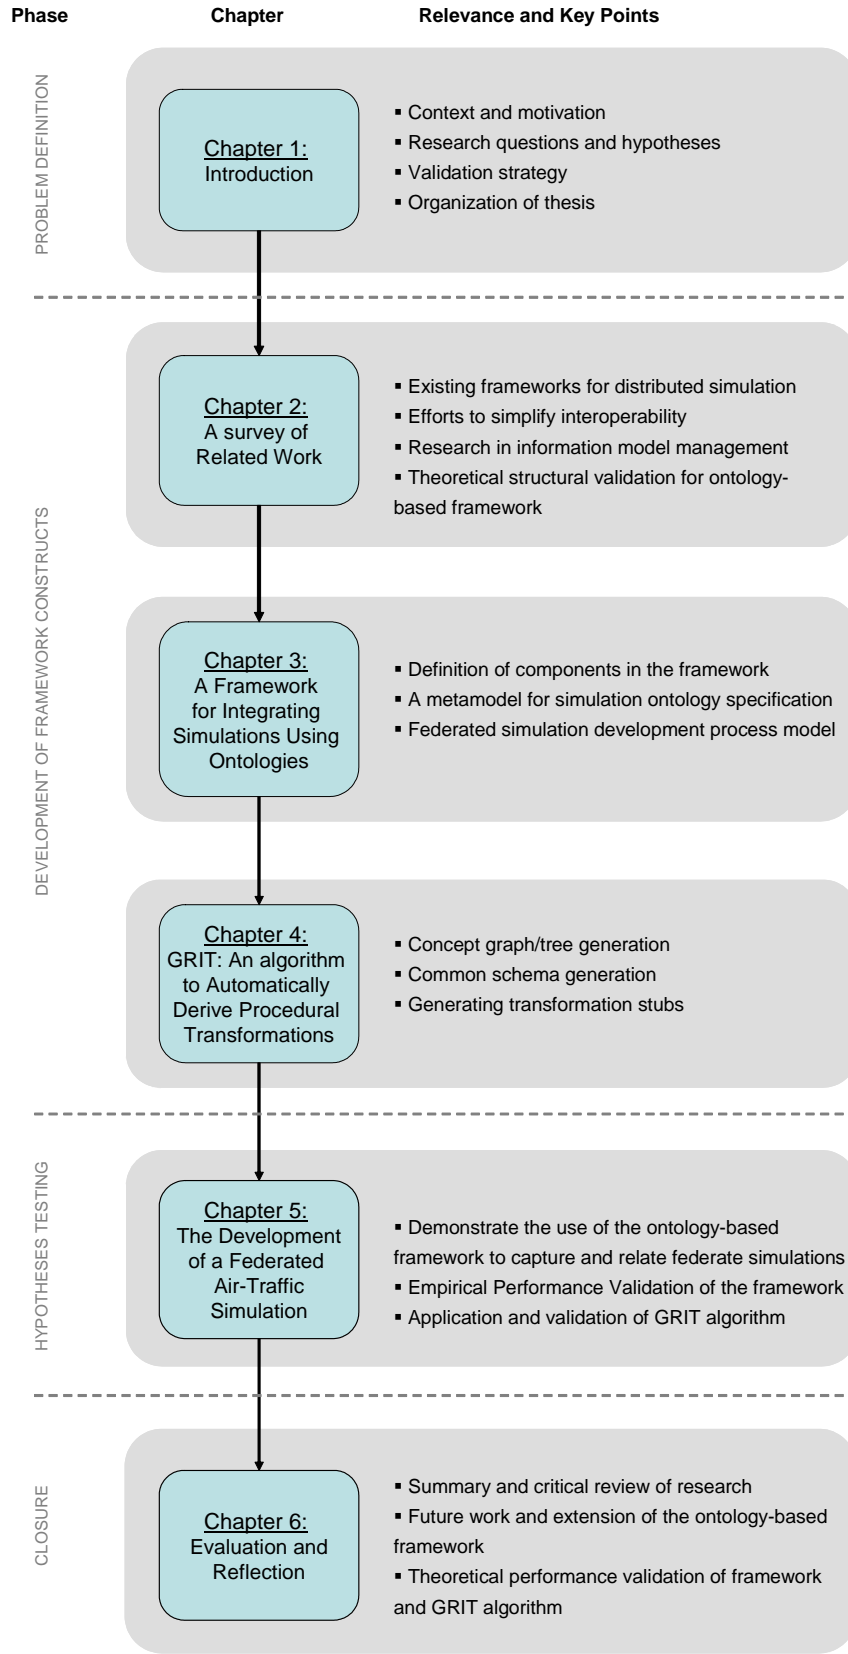 Phase Chapter Relevance and Key Points
PROBLEM DEFINITION
Chapter 1:
Introduction
▪ Context and motivation
▪ Research questions and hypotheses
▪ Validation strategy
▪ Organization of thesis
DEVELOPMENT OF FRAMEWORK CONSTRUCTS
Chapter 2:
A survey of
Related Work
▪ Existing frameworks for distributed simulation
▪ Efforts to simplify interoperability
▪ Research in information model management
▪ Theoretical structural validation for ontology-
based framework
Chapter 3:
A Framework
for Integrating
Simulations Using
Ontologies
▪ Definition of components in the framework
▪ A metamodel for simulation ontology specification
▪ Federated simulation development process model
Chapter 4:
GRIT: An algorithm
to Automatically
Derive Procedural
Transformations
▪ Concept graph/tree generation
▪ Common schema generation
▪ Generating transformation stubs
HYPOTHESES TESTING
Chapter 5:
The Development
of a Federated
Air-Traffic
Simulation
▪ Demonstrate the use of the ontology-based
framework to capture and relate federate simulations
▪ Empirical Performance Validation of the framework
▪ Application and validation of GRIT algorithm
CLOSURE
Chapter 6:
Evaluation and
Reflection
▪ Summary and critical review of research
▪ Future work and extension of the ontology-based
framework
▪ Theoretical performance validation of framework
and GRIT algorithm